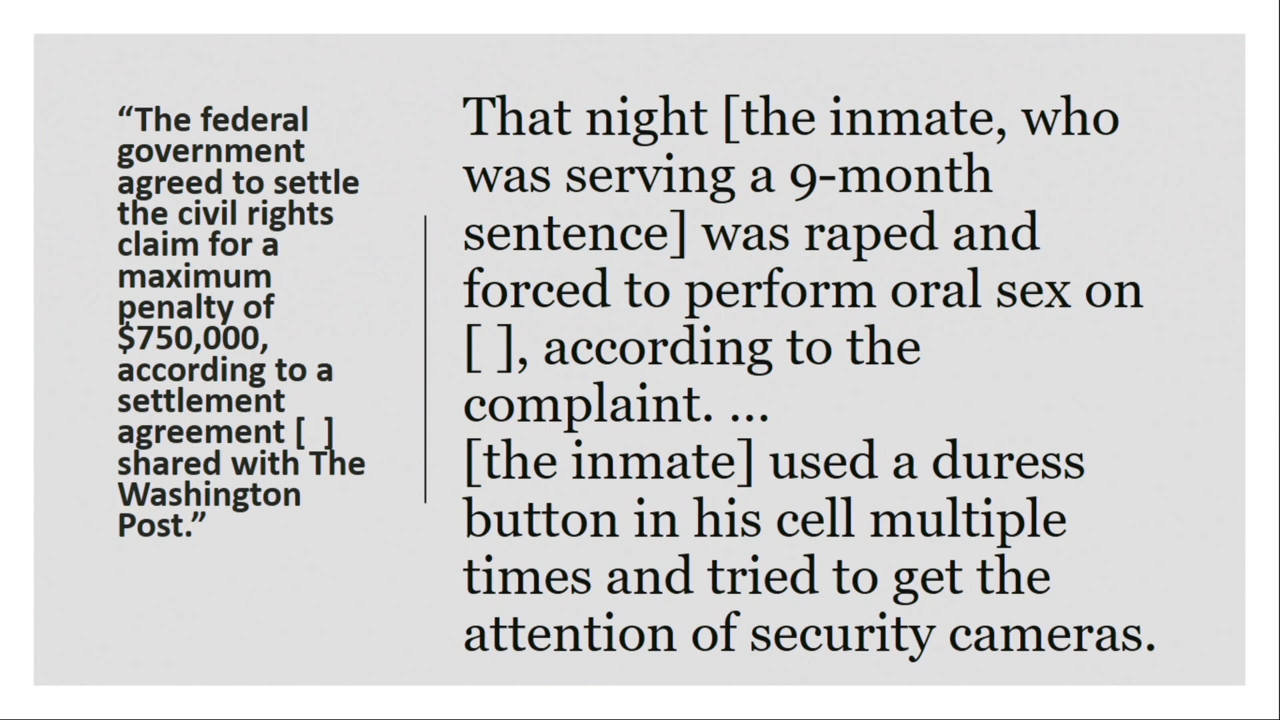 “The federal
government
agreed to settle
the civil rights
claim for a
maximum
penalty of
$750,000,
according to a
settlement
agreement [  ]
shared with The
Washington
Post.”
That night [the inmate, who
was serving a 9-month
sentence] was raped and
forced to perform oral sex on
[ ], according to the
complaint. ...
[the inmate] used a duress
button in his cell multiple
times and tried to get the
attention of security cameras.